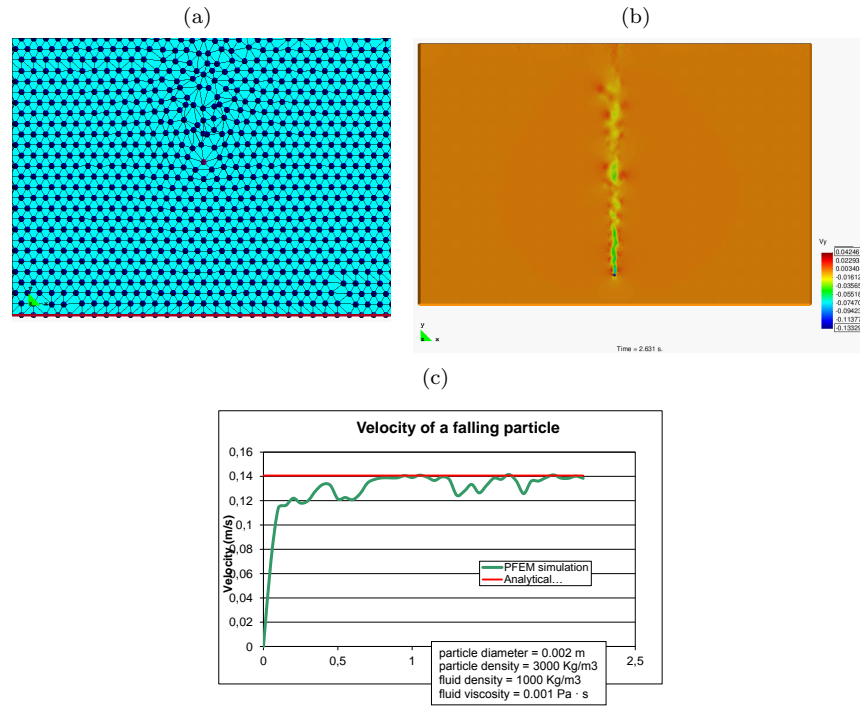 (a)
(b)
y
x
Vy
0.04246
0.02293
0.003404
-0.01612
-0.03565
-0.05518
-0.07470
-0.09423
-0.11377
-0.13329
y
x
Time = 2.631 s.
(c)
Velocity of a falling particle
Velocity (m/s)
0,16
0,14
0,12
0,1
0,08
0,06
0,04
0,02
0
0
0,5
1
2,5
PFEM simulation
Analytical…
particle diameter = 0.002 m
particle density = 3000 Kg/m3
fluid density = 1000 Kg/m3
fluid viscosity = 0.001 Pa · s